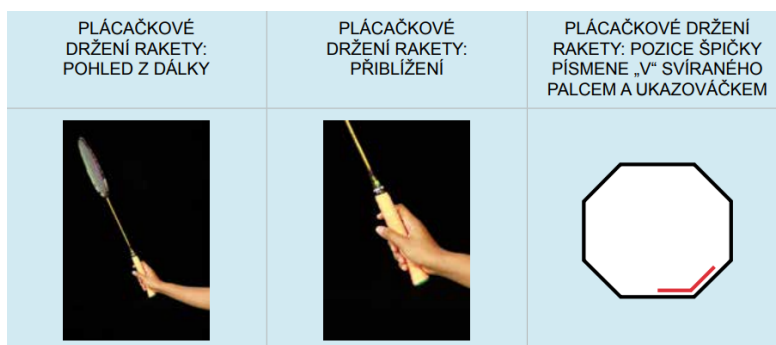 PLÁCAČKOVÉ
DRŽENÍ RAKETY:
POHLED Z DÁLKY
PLÁCAČKOVÉ
DRŽENÍ RAKETY:
PŘIBLÍŽENÍ
PLÁCAČKOVÉ DRŽENÍ
RAKETY: POZICE ŠPIČKY
PÍSMENE „V“ SVÍRANÉHO
PALCEM A UKAZOVÁČKEM